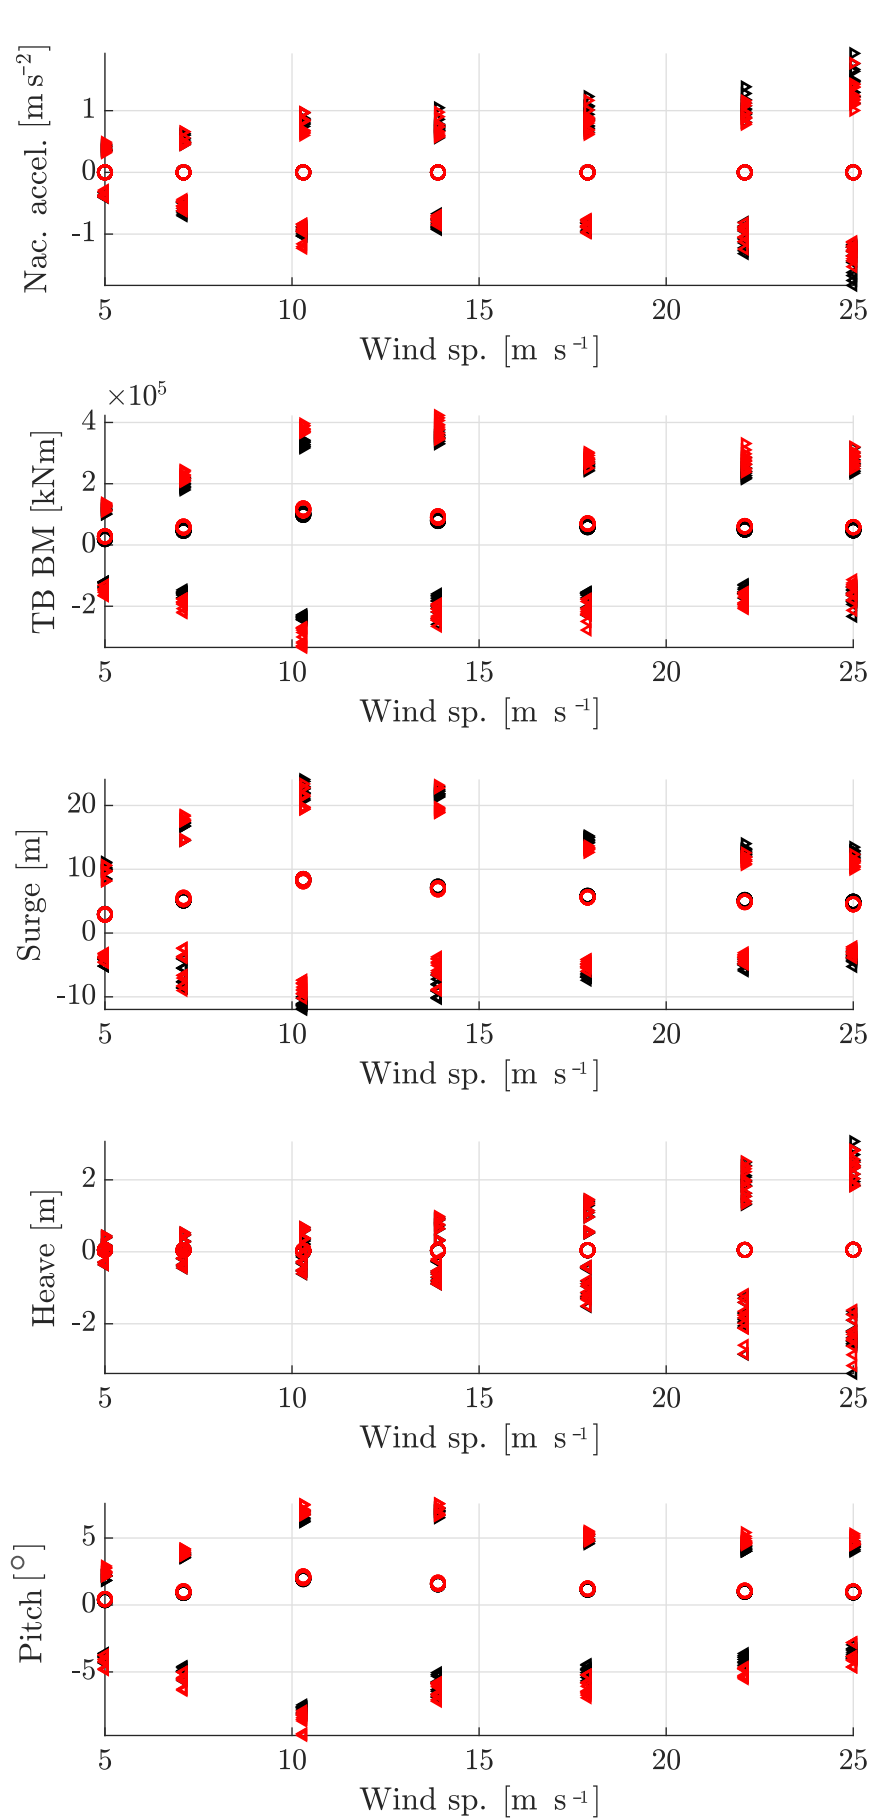 Nac. accel. [m s⁻²]
1
0
-1
5 10 15 20 25
Wind sp. [m s⁻¹]
×10⁵
TB BM [kNm]
4
2
0
-2
5 10 15 20 25
Wind sp. [m s⁻¹]
Surge [m]
20
10
0
-10
5 10 15 20 25
Wind sp. [m s⁻¹]
Heave [m]
2
0
-2
5 10 15 20 25
Wind sp. [m s⁻¹]
Pitch [°]
5
0
-5
5 10 15 20 25
Wind sp. [m s⁻¹]